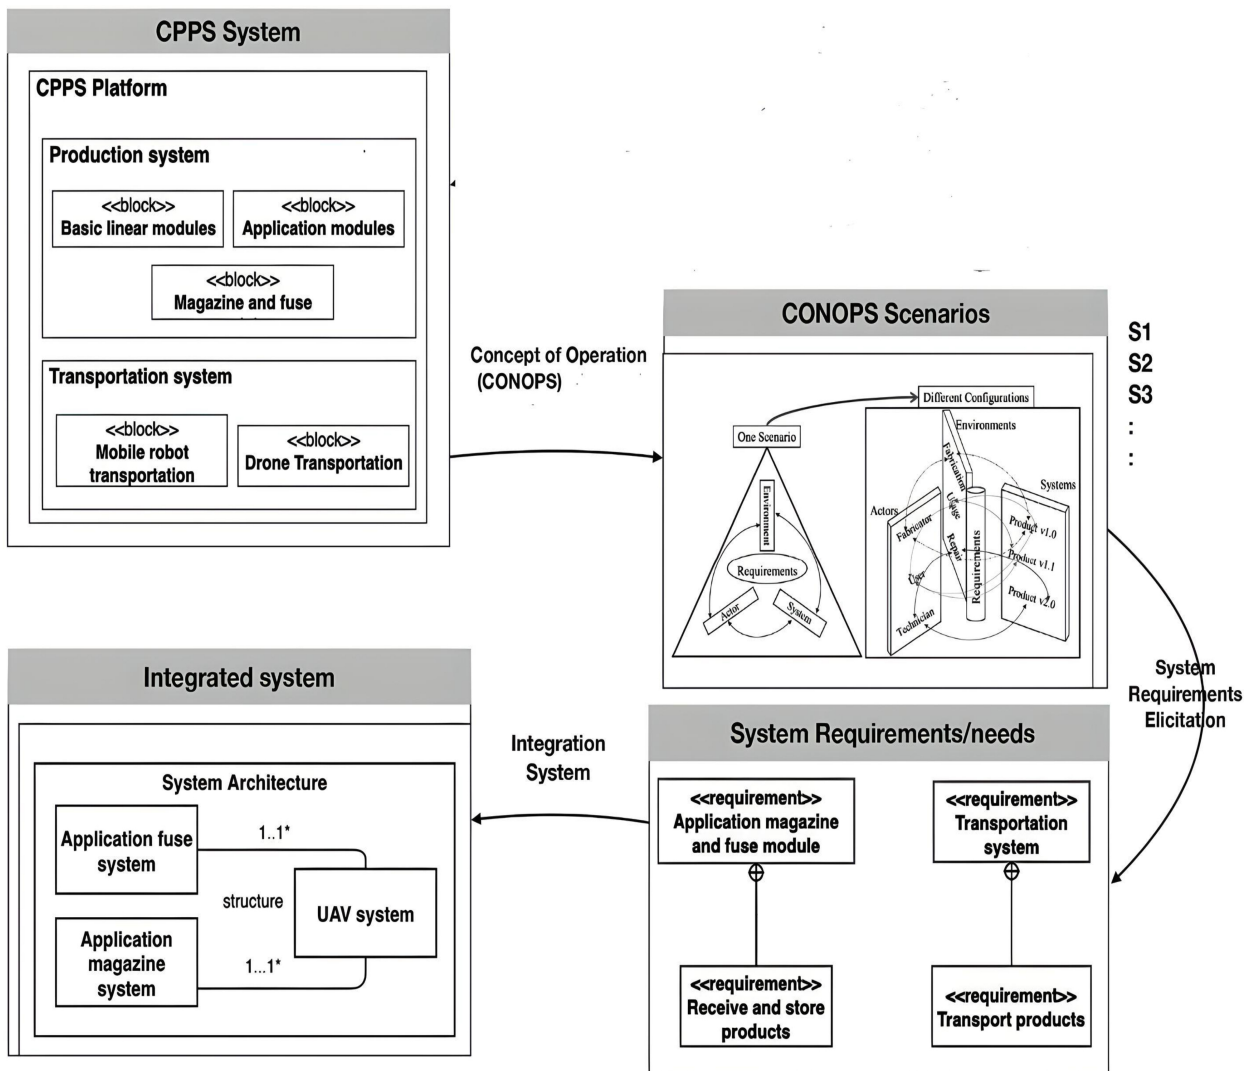 CPPS System
CPPS Platform
Production system
<<block>>
Basic linear modules
<<block>>
Application modules
<<block>>
Magazine and fuse
Transportation system
<<block>>
Mobile robot
transportation
<<block>>
Drone Transportation
Concept of Operation
(CONOPS)
CONOPS Scenarios
S1
S2
S3
:
:
One Scenario
Environment
Requirements
Actor
System
Different Configurations
Environments
Fabrication
Usage
Repair
Requirements
Actors
Fabricator
User
Technician
Systems
Product v1.0
Product v1.1
Product v2.0
System
Requirements
Elicitation
System Requirements/needs
<<requirement>>
Application magazine
and fuse module
<<requirement>>
Transportation
system
<<requirement>>
Receive and store
products
<<requirement>>
Transport products
Integration
System
Integrated system
System Architecture
Application fuse
system
1..1*
structure
UAV system
Application
magazine
system
1...1*